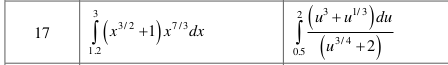 17 ∫_{1.2}^{3} (x^{3/2} + 1) x^{7/3} dx ∫_{0.5}^{2} \frac{(u^{3} + u^{1/3}) du}{(u^{3/4} + 2)}